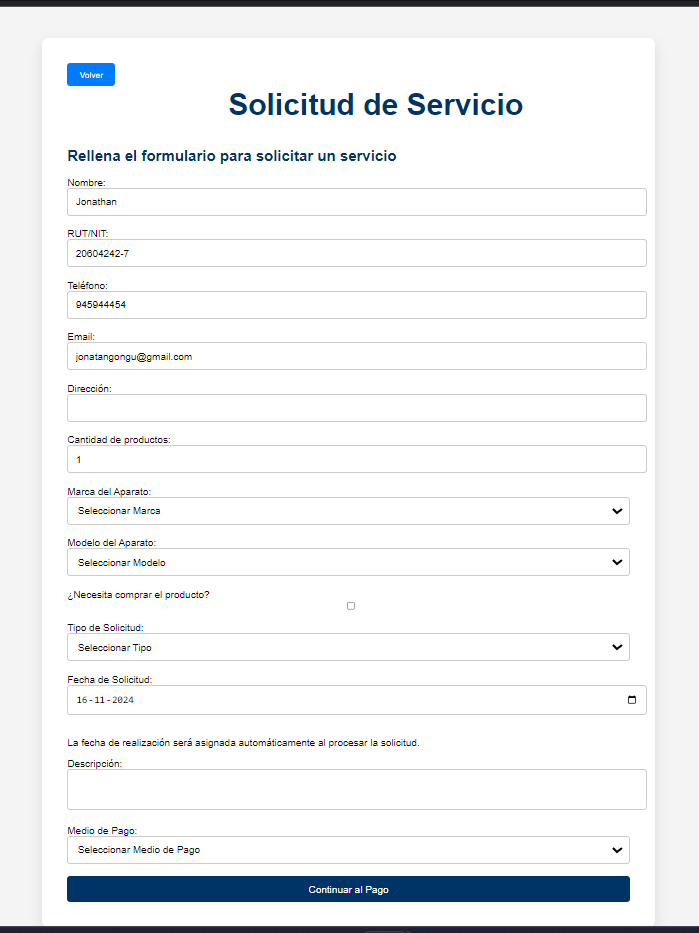 Volver
Solicitud de Servicio
Rellena el formulario para solicitar un servicio
Nombre:
Jonathan
RUT/NIT:
20604242-7
Teléfono:
945944454
Email:
jonatangongu@gmail.com
Dirección:
Cantidad de productos:
1
Marca del Aparato:
Seleccionar Marca
Modelo del Aparato:
Seleccionar Modelo
¿Necesita comprar el producto?
Tipo de Solicitud:
Seleccionar Tipo
Fecha de Solicitud:
16-11-2024
La fecha de realización será asignada automáticamente al procesar la solicitud.
Descripción:
Medio de Pago:
Seleccionar Medio de Pago
Continuar al Pago